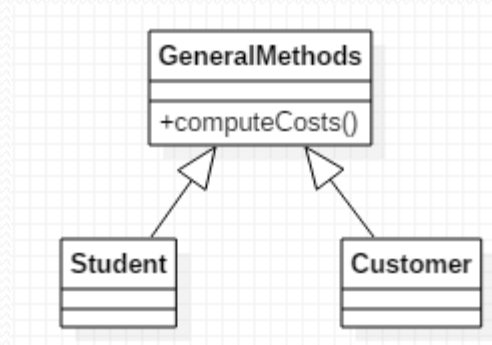 GeneralMethods
+computeCosts()
Student
Customer